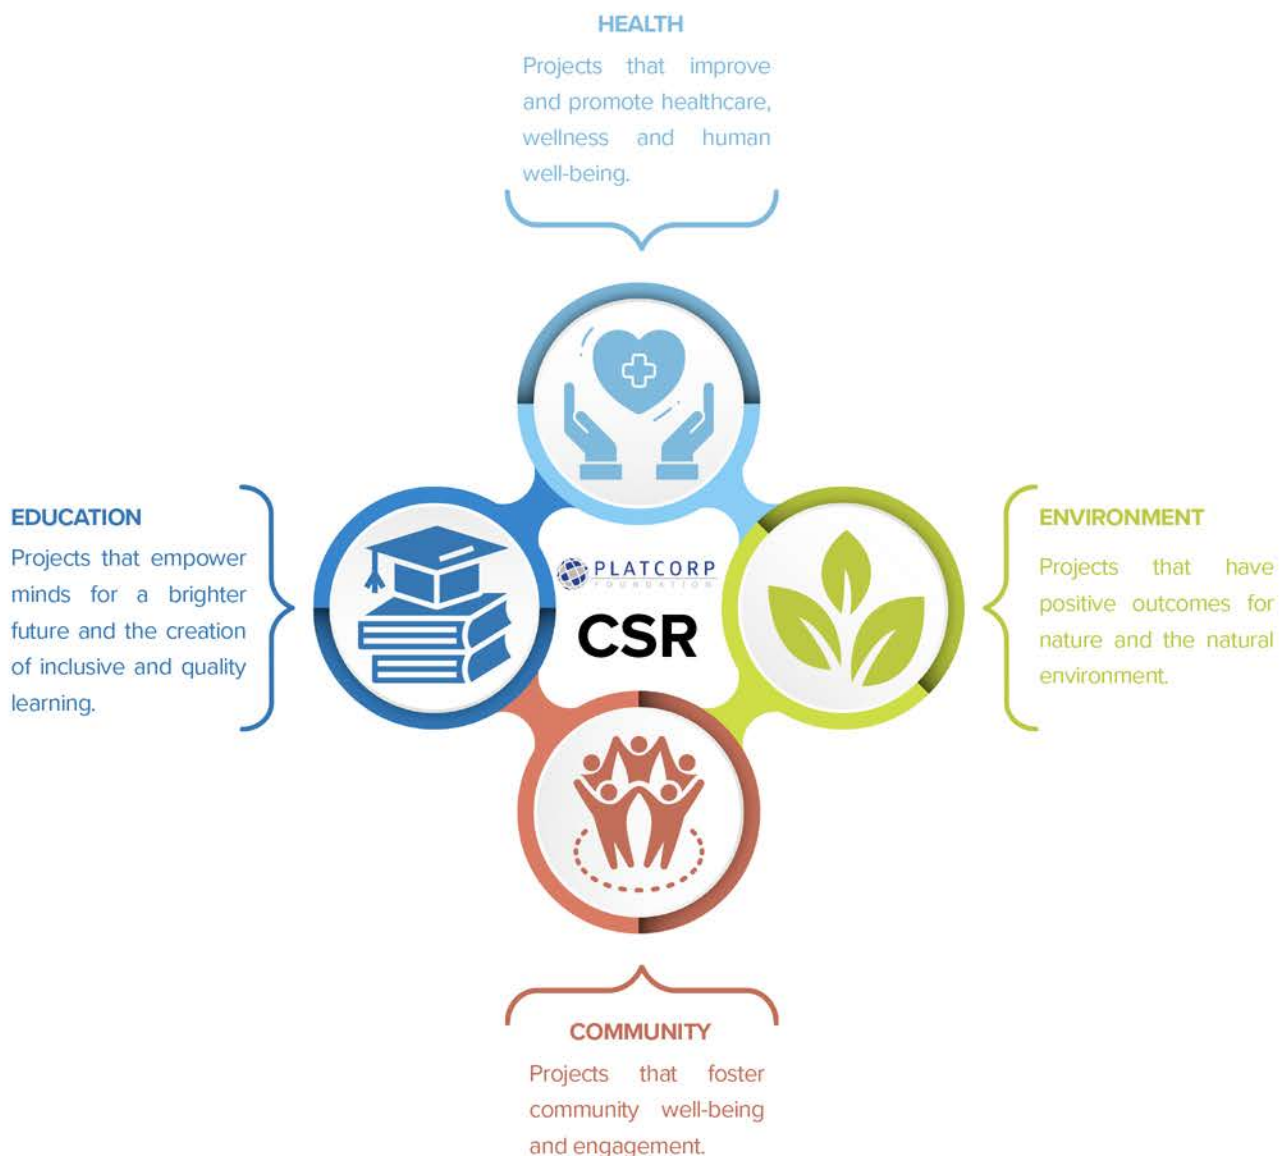 HEALTH
Projects that improve
and promote healthcare,
wellness and human
well-being.
EDUCATION
Projects that empower
minds for a brighter
future and the creation
of inclusive and quality
learning.
PLATCORP
FOUNDATION
CSR
ENVIRONMENT
Projects that have
positive outcomes for
nature and the natural
environment.
COMMUNITY
Projects that foster
community well-being
and engagement.